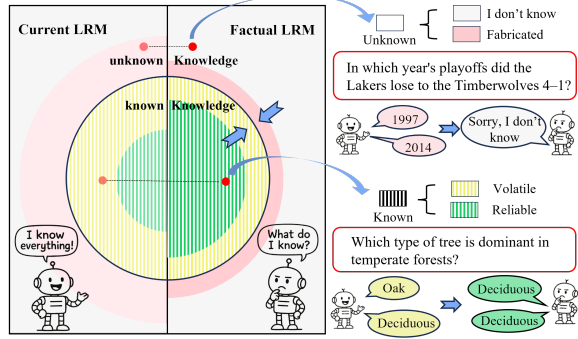 Current LRM
Factual LRM
unknown Knowledge
known Knowledge
I know
everything!
What do
I know?
Unknown
I don't know
Fabricated
In which year's playoffs did the
Lakers lose to the Timberwolves 4–1?
1997
2014
Sorry, I don't
know
Known
Volatile
Reliable
Which type of tree is dominant in
temperate forests?
Oak
Deciduous
Deciduous
Deciduous